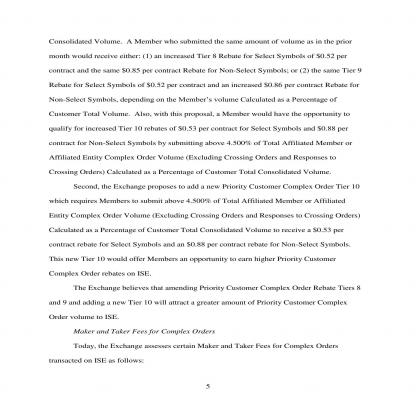 Consolidated Volume.  A Member who submitted the same amount of volume as in the prior
month would receive either: (1) an increased Tier 8 Rebate for Select Symbols of $0.52 per
contract and the same $0.85 per contract Rebate for Non-Select Symbols; or (2) the same Tier 9
Rebate for Select Symbols of $0.52 per contract and an increased $0.86 per contract Rebate for
Non-Select Symbols, depending on the Member's volume Calculated as a Percentage of
Customer Total Volume.  Also, with this proposal, a Member would have the opportunity to
qualify for increased Tier 10 rebates of $0.53 per contract for Select Symbols and $0.88 per
contract for Non-Select Symbols by submitting above 4.500% of Total Affiliated Member or
Affiliated Entity Complex Order Volume (Excluding Crossing Orders and Responses to
Crossing Orders) Calculated as a Percentage of Customer Total Consolidated Volume.
Second, the Exchange proposes to add a new Priority Customer Complex Order Tier 10
which requires Members to submit above 4.500% of Total Affiliated Member or Affiliated
Entity Complex Order Volume (Excluding Crossing Orders and Responses to Crossing Orders)
Calculated as a Percentage of Customer Total Consolidated Volume to receive a $0.53 per
contract rebate for Select Symbols and an $0.88 per contract rebate for Non-Select Symbols.
This new Tier 10 would offer Members an opportunity to earn higher Priority Customer
Complex Order rebates on ISE.
The Exchange believes that amending Priority Customer Complex Order Rebate Tiers 8
and 9 and adding a new Tier 10 will attract a greater amount of Priority Customer Complex
Order volume to ISE.
Maker and Taker Fees for Complex Orders
Today, the Exchange assesses certain Maker and Taker Fees for Complex Orders
transacted on ISE as follows:
5